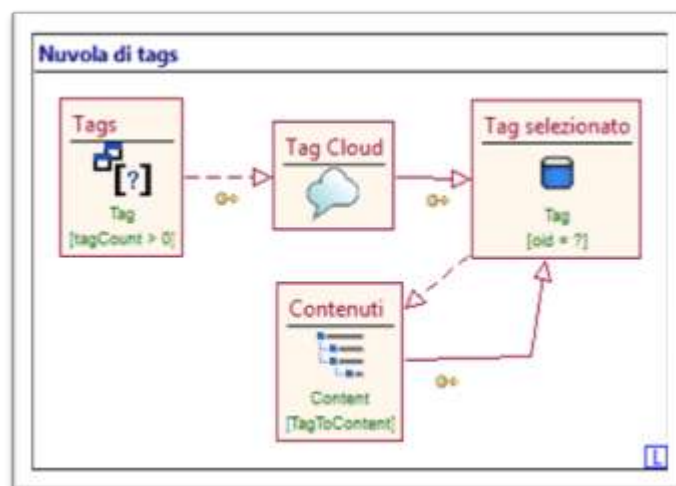 Nuvola di tags
Tags
[?]
Tag
[tagCount > 0]
Tag Cloud
Tag selezionato
Tag
[oid = ?]
Contenuti
Content
[TagToContent]
L